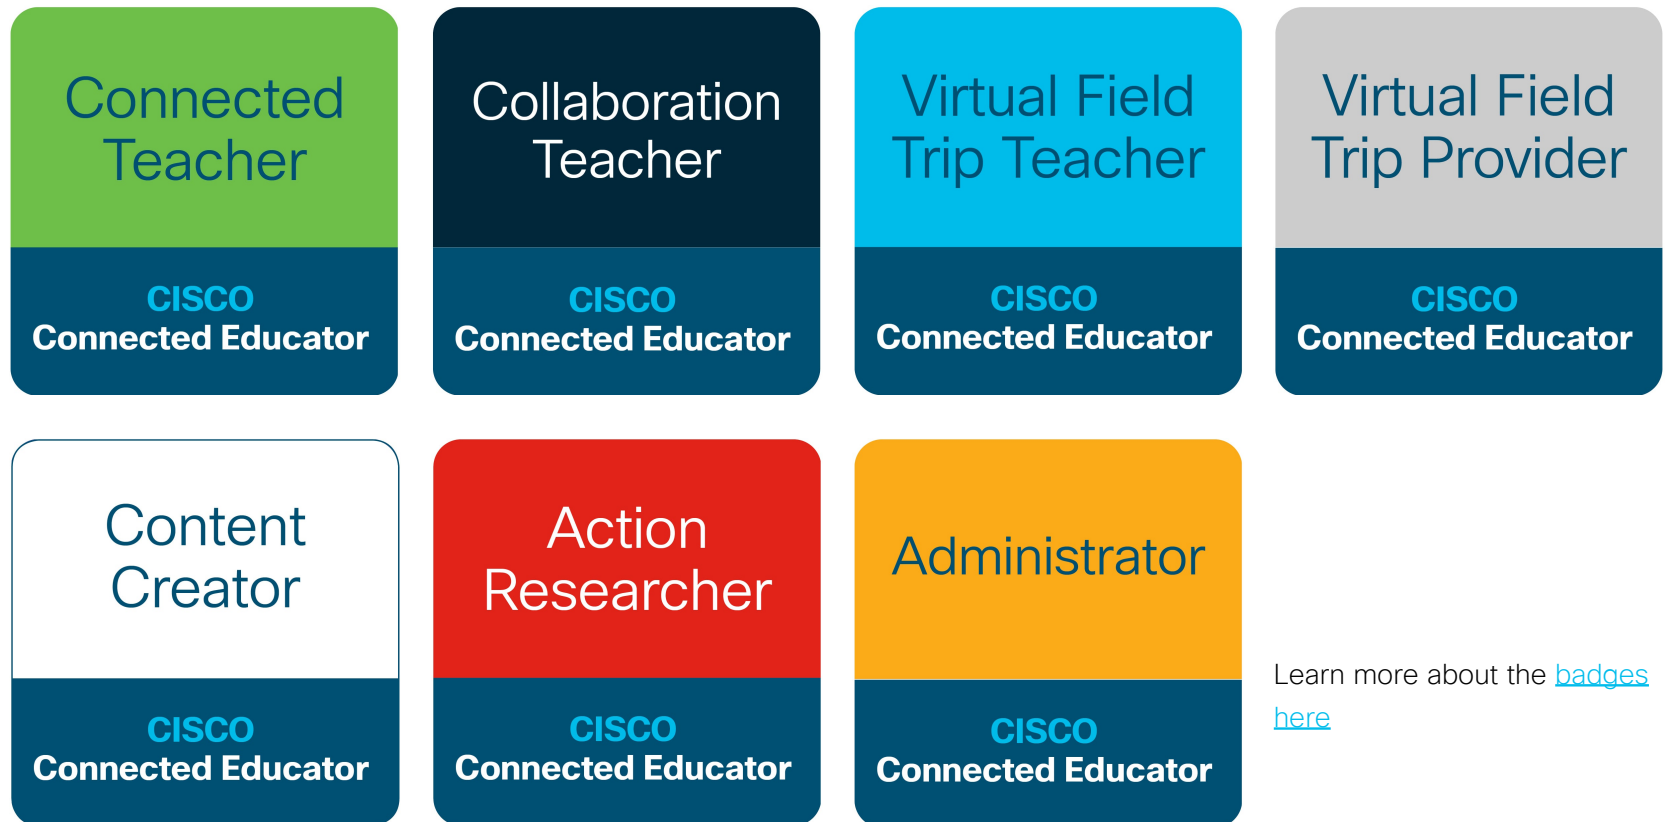 Connected
Teacher
CISCO
Connected Educator
Collaboration
Teacher
CISCO
Connected Educator
Virtual Field
Trip Teacher
CISCO
Connected Educator
Virtual Field
Trip Provider
CISCO
Connected Educator
Content
Creator
CISCO
Connected Educator
Action
Researcher
CISCO
Connected Educator
Administrator
CISCO
Connected Educator
Learn more about the badges
here